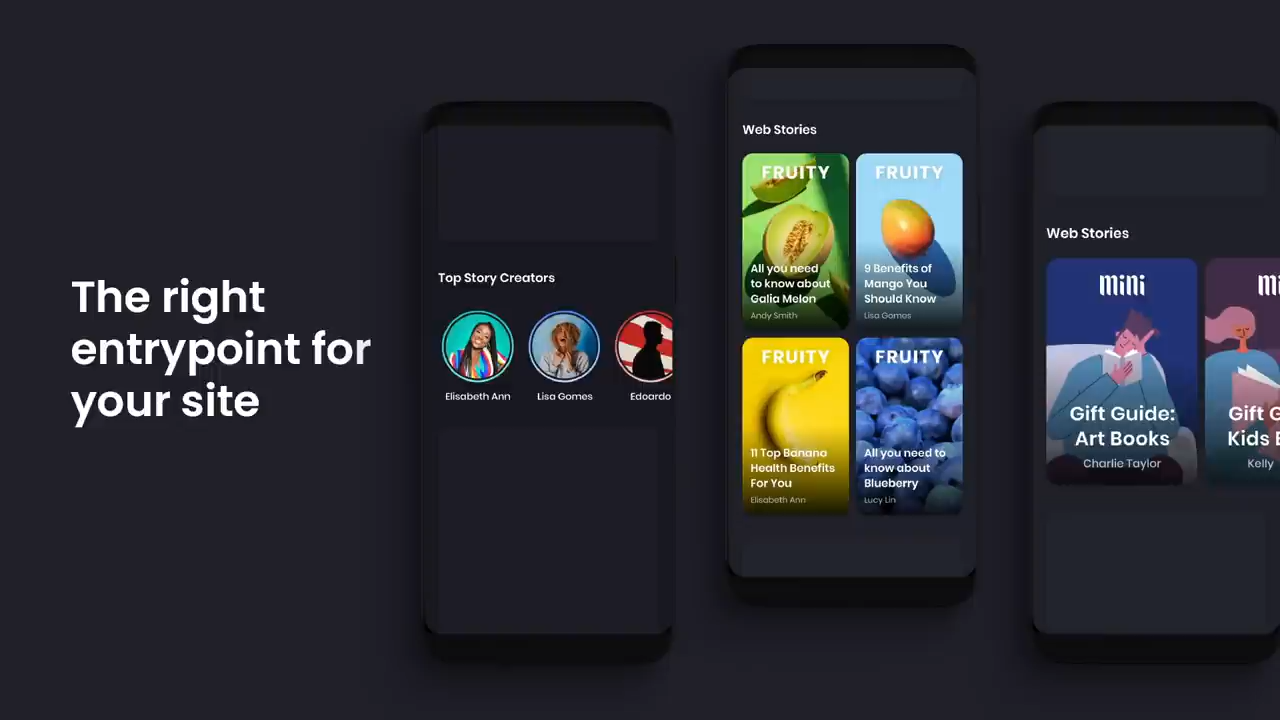 The right
entrypoint for
your site
Top Story Creators
Elisabeth Ann
Lisa Gomes
Edoardo
Web Stories
FRUITY
All you need
to know about
Galia Melon
Andy Smith
FRUITY
9 Benefits of
Mango You
Should Know
Lisa Gomes
FRUITY
11 Top Banana
Health Benefits
For You
Elisabeth Ann
FRUITY
All you need to
know about
Blueberry
Lucy Lin
Web Stories
mini
Gift Guide:
Art Books
Charlie Taylor
mi
Gift G
Kids B
Kelly